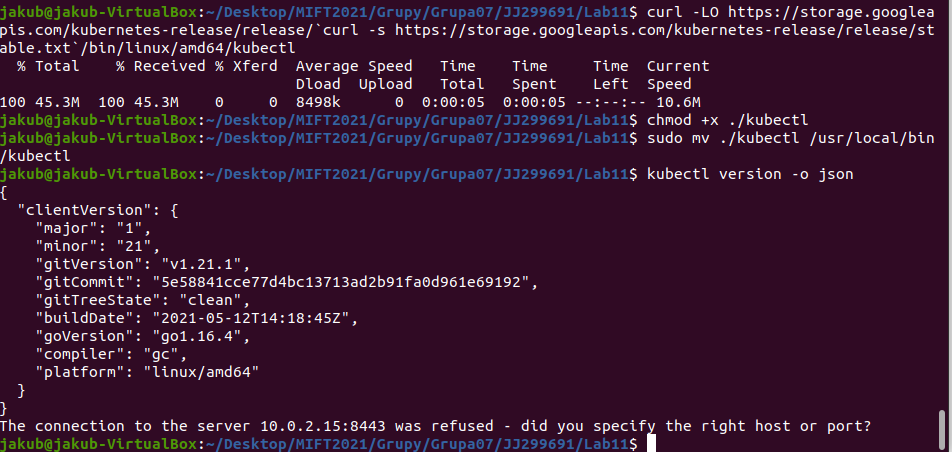 jakub@jakub-VirtualBox:~/Desktop/MIFT2021/Grupy/Grupa07/JJ299691/Lab11$ curl -LO https://storage.googlea
pis.com/kubernetes-release/release/`curl -s https://storage.googleapis.com/kubernetes-release/release/st
able.txt`/bin/linux/amd64/kubectl
  % Total    % Received % Xferd  Average Speed   Time    Time     Time  Current
                                 Dload  Upload   Total   Spent    Left  Speed
100 45.3M  100 45.3M    0     0  8498k      0  0:00:05  0:00:05 --:--:-- 10.6M
jakub@jakub-VirtualBox:~/Desktop/MIFT2021/Grupy/Grupa07/JJ299691/Lab11$ chmod +x ./kubectl
jakub@jakub-VirtualBox:~/Desktop/MIFT2021/Grupy/Grupa07/JJ299691/Lab11$ sudo mv ./kubectl /usr/local/bin
/kubectl
jakub@jakub-VirtualBox:~/Desktop/MIFT2021/Grupy/Grupa07/JJ299691/Lab11$ kubectl version -o json
{
  "clientVersion": {
    "major": "1",
    "minor": "21",
    "gitVersion": "v1.21.1",
    "gitCommit": "5e58841cce77d4bc13713ad2b91fa0d961e69192",
    "gitTreeState": "clean",
    "buildDate": "2021-05-12T14:18:45Z",
    "goVersion": "go1.16.4",
    "compiler": "gc",
    "platform": "linux/amd64"
  }
}
The connection to the server 10.0.2.15:8443 was refused - did you specify the right host or port?
jakub@jakub-VirtualBox:~/Desktop/MIFT2021/Grupy/Grupa07/JJ299691/Lab11$